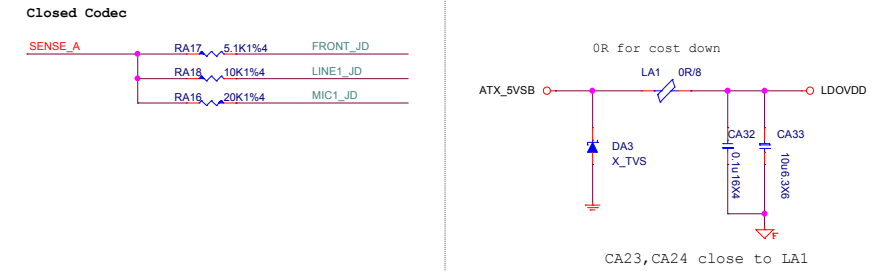 Closed Codec
SENSE_A
RA17 5.1K1%4 FRONT_JD
RA18 10K1%4 LINE1_JD
RA16 20K1%4 MIC1_JD
0R for cost down
LA1 0R/8
ATX_5VSB
LDOVDD
DA3
X_TVS
CA32
0.1u16X4
CA33
10u6.3X6
F
CA23,CA24 close to LA1